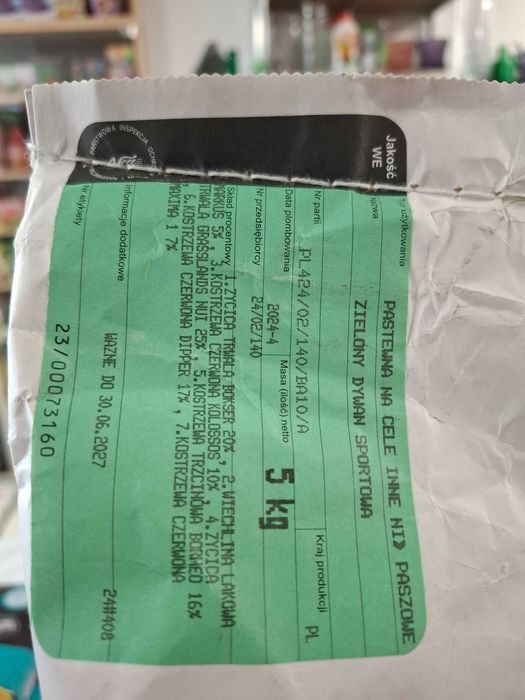 PAŃSTWOWA INSPEKCJA
Jakość
WE
Typ użytkowania PASTEWNA NA CELE INNE NI» PASZOWE
Nazwa ZIELONY DYWAN SPORTOWA
Nr partii PL424/02/140/BA10/A Kraj produkcji PL
Data plombowania 2024-4 Masa (ilość) netto 5 kg
Nr przedsiębiorcy 24/02/140
Skład procentowy 1.ŻYCICA TRWAŁA BOKSER 20% , 2.WIECHLINA ŁĄKOWA
MARKUS 5% , 3.KOSTRZEWA CZERWONA KOLOSSOS 10% 4.ŻYCICA
TRWAŁA GRASSLANDS NUI 25% , 5.KOSTRZEWA TRZCINOWA BORNEO 16%
, 6.KOSTRZEWA CZERWONA DIPPER 17% , 7.KOSTRZEWA CZERWONA
MAXIMA 1 7%
Informacje dodatkowe WAŻNE DO 30.06.2027 24#408
Nr etykiety 23/00073160